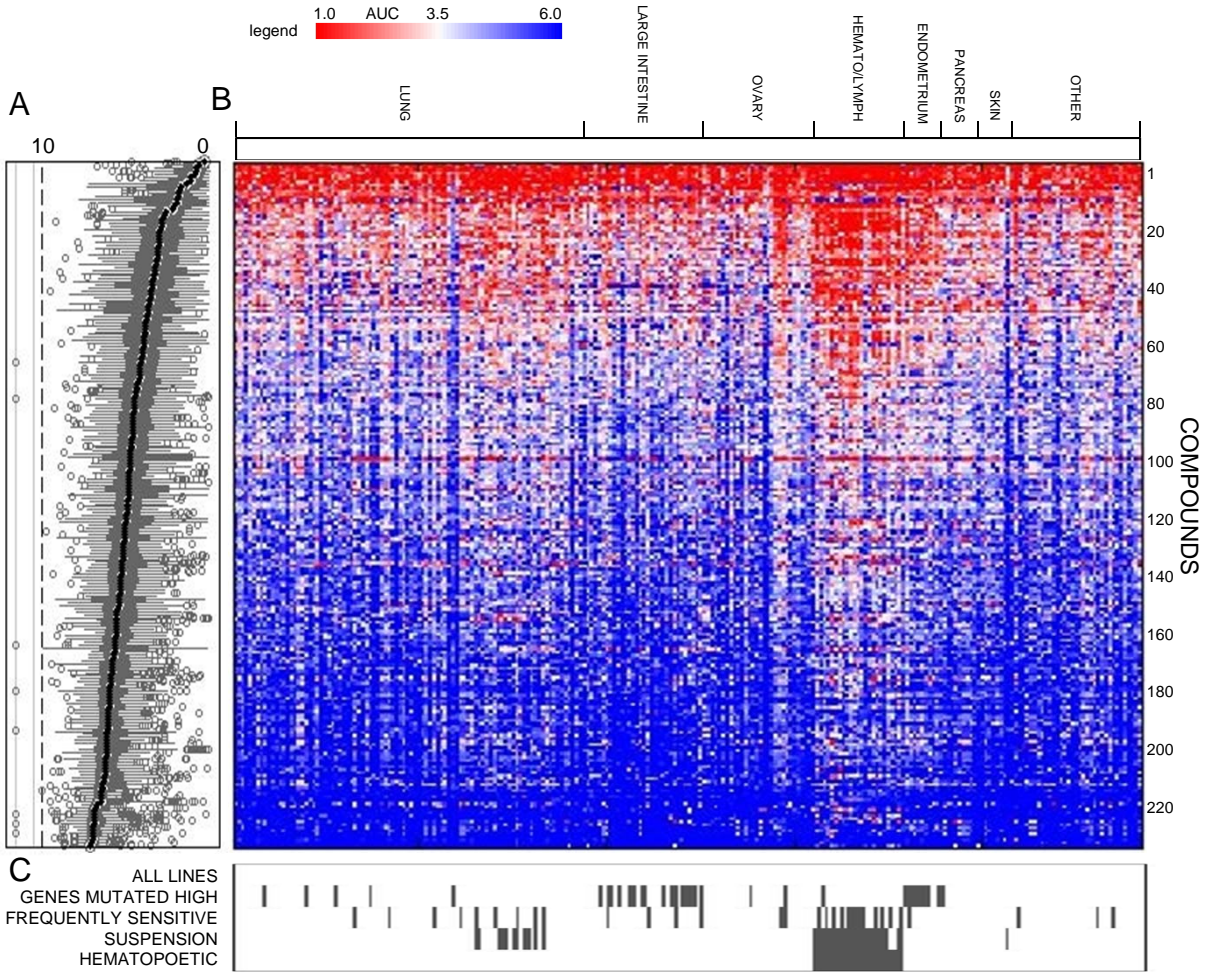 legend
1.0 AUC 3.5 6.0
A
B
LUNG
LARGE INTESTINE
OVARY
HEMATO/LYMPH
ENDOMETRIUM
PANCREAS
SKIN
OTHER
10 0
1
20
40
60
80
100
120
140
160
180
200
220
COMPOUNDS
C
ALL LINES
GENES MUTATED HIGH
FREQUENTLY SENSITIVE
SUSPENSION
HEMATOPOETIC